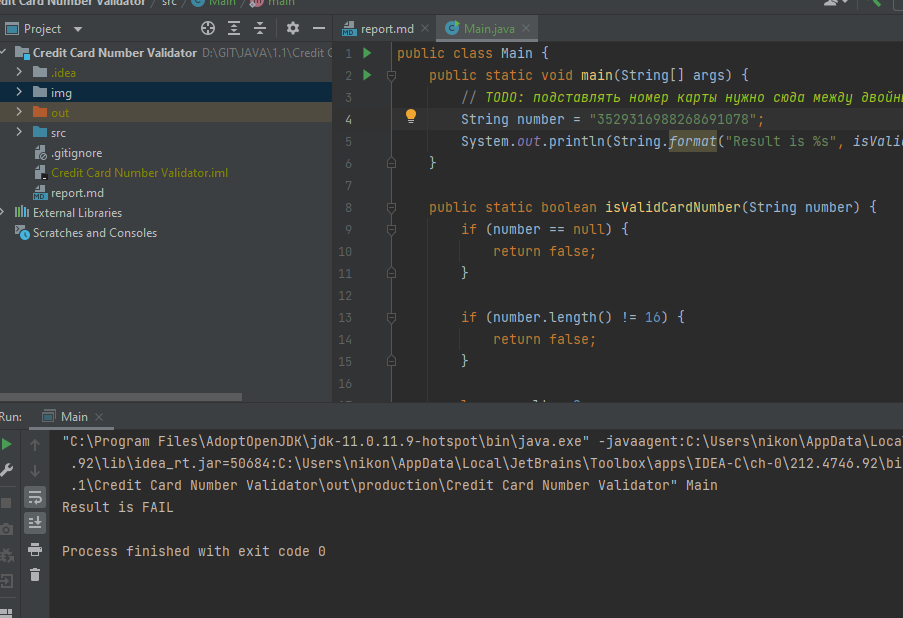 Credit Card Number Validator src Main main
Project
report.md
Main.java
Credit Card Number Validator D:\GIT\JAVA\1.1\Credit
.idea
img
out
src
.gitignore
Credit Card Number Validator.iml
report.md
External Libraries
Scratches and Consoles
1 public class Main {
2 public static void main(String[] args) {
3 // TODO: подставлять номер карты нужно сюда между
4 String number = "3529316988268691078";
5 System.out.println(String.format("Result is %s",
6 }
7
8 public static boolean isValidCardNumber(String number) {
9 if (number == null) {
10 return false;
11 }
12
13 if (number.length() != 16) {
14 return false;
15 }
16
Run: Main
"C:\Program Files\AdoptOpenJDK\jdk-11.0.11.9-hotspot\bin\java.exe" -javaagent:C:\Users\nikon\AppData\Loca
.92\lib\idea_rt.jar=50684:C:\Users\nikon\AppData\Local\JetBrains\Toolbox\apps\IDEA-C\ch-0\212.4746.92\bi
.1\Credit Card Number Validator\out\production\Credit Card Number Validator" Main
Result is FAIL
Process finished with exit code 0